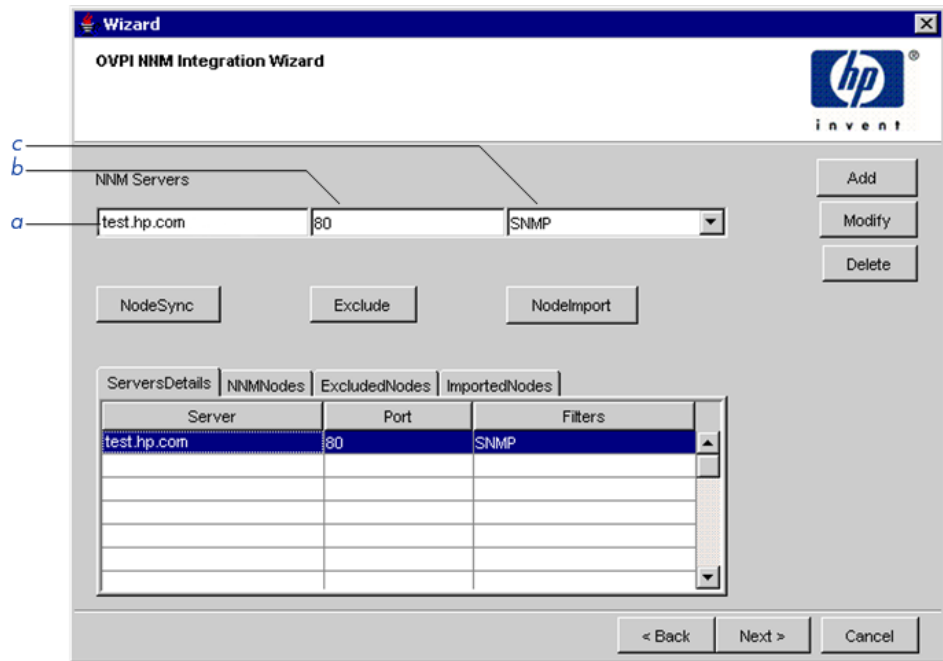 Wizard
OVPI NNM Integration Wizard
hp
®
invent
c
b
NNM Servers
Add
a
test.hp.com 80 SNMP
Modify
Delete
NodeSync Exclude NodeImport
ServersDetails NNMNodes ExcludedNodes ImportedNodes
Server Port Filters
test.hp.com 80 SNMP
< Back Next > Cancel